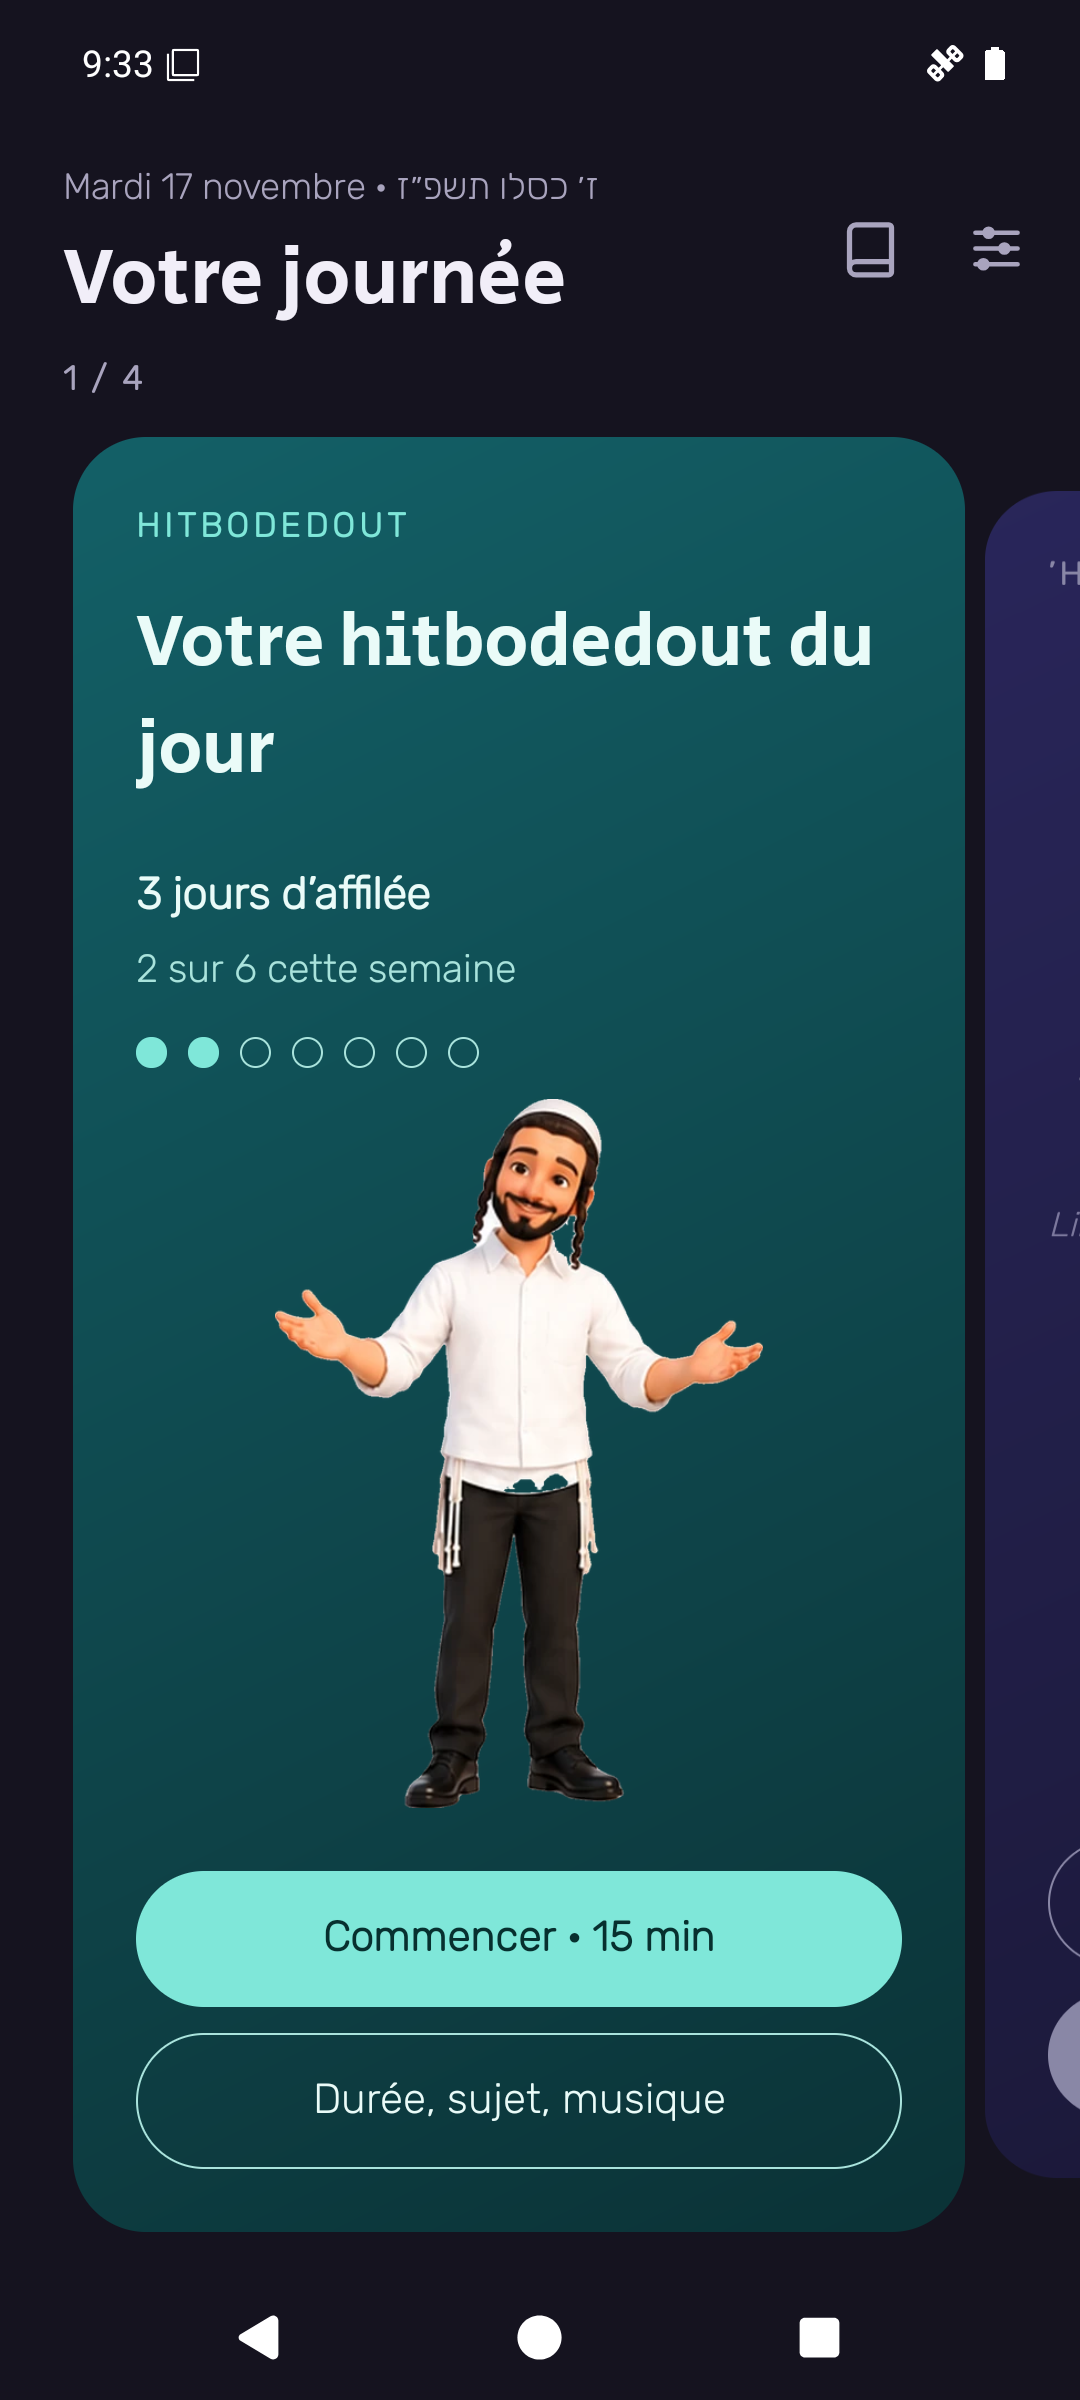 9:33
Mardi 17 novembre • ז׳ כסלו תשפ״ז
Votre journée
1 / 4
HITBODEDOUT
Votre hitbodedout du
jour
3 jours d’affilée
2 sur 6 cette semaine
Commencer • 15 min
Durée, sujet, musique